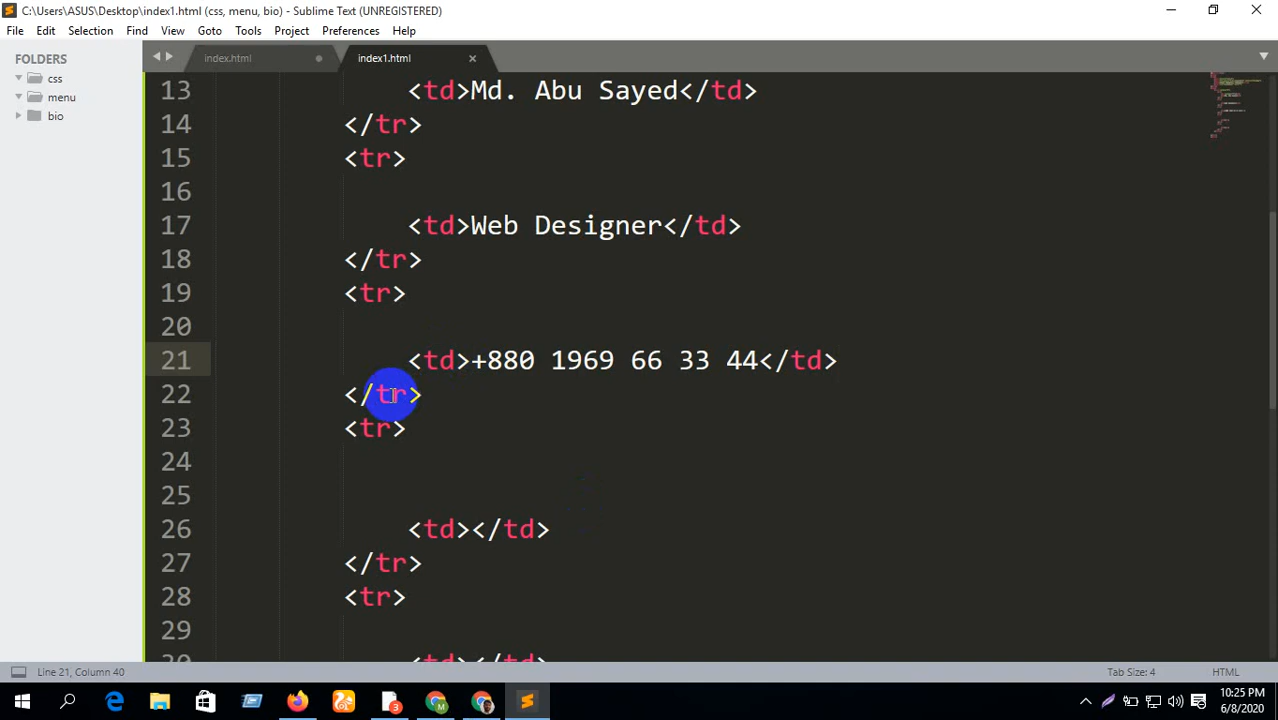 C:\Users\ASUS\Desktop\index1.html (css, menu, bio) - Sublime Text (UNREGISTERED)
File Edit Selection Find View Goto Tools Project Preferences Help
FOLDERS
css
menu
bio
index.html
index1.html
13 <td>Md. Abu Sayed</td>
14 </tr>
15 <tr>
16
17 <td>Web Designer</td>
18 </tr>
19 <tr>
20
21 <td>+880 1969 66 33 44</td>
22 </tr>
23 <tr>
24
25
26 <td></td>
27 </tr>
28 <tr>
29
30 <td></td>
Line 21, Column 40 Tab Size: 4 HTML
3 M 10:25 PM
6/8/2020